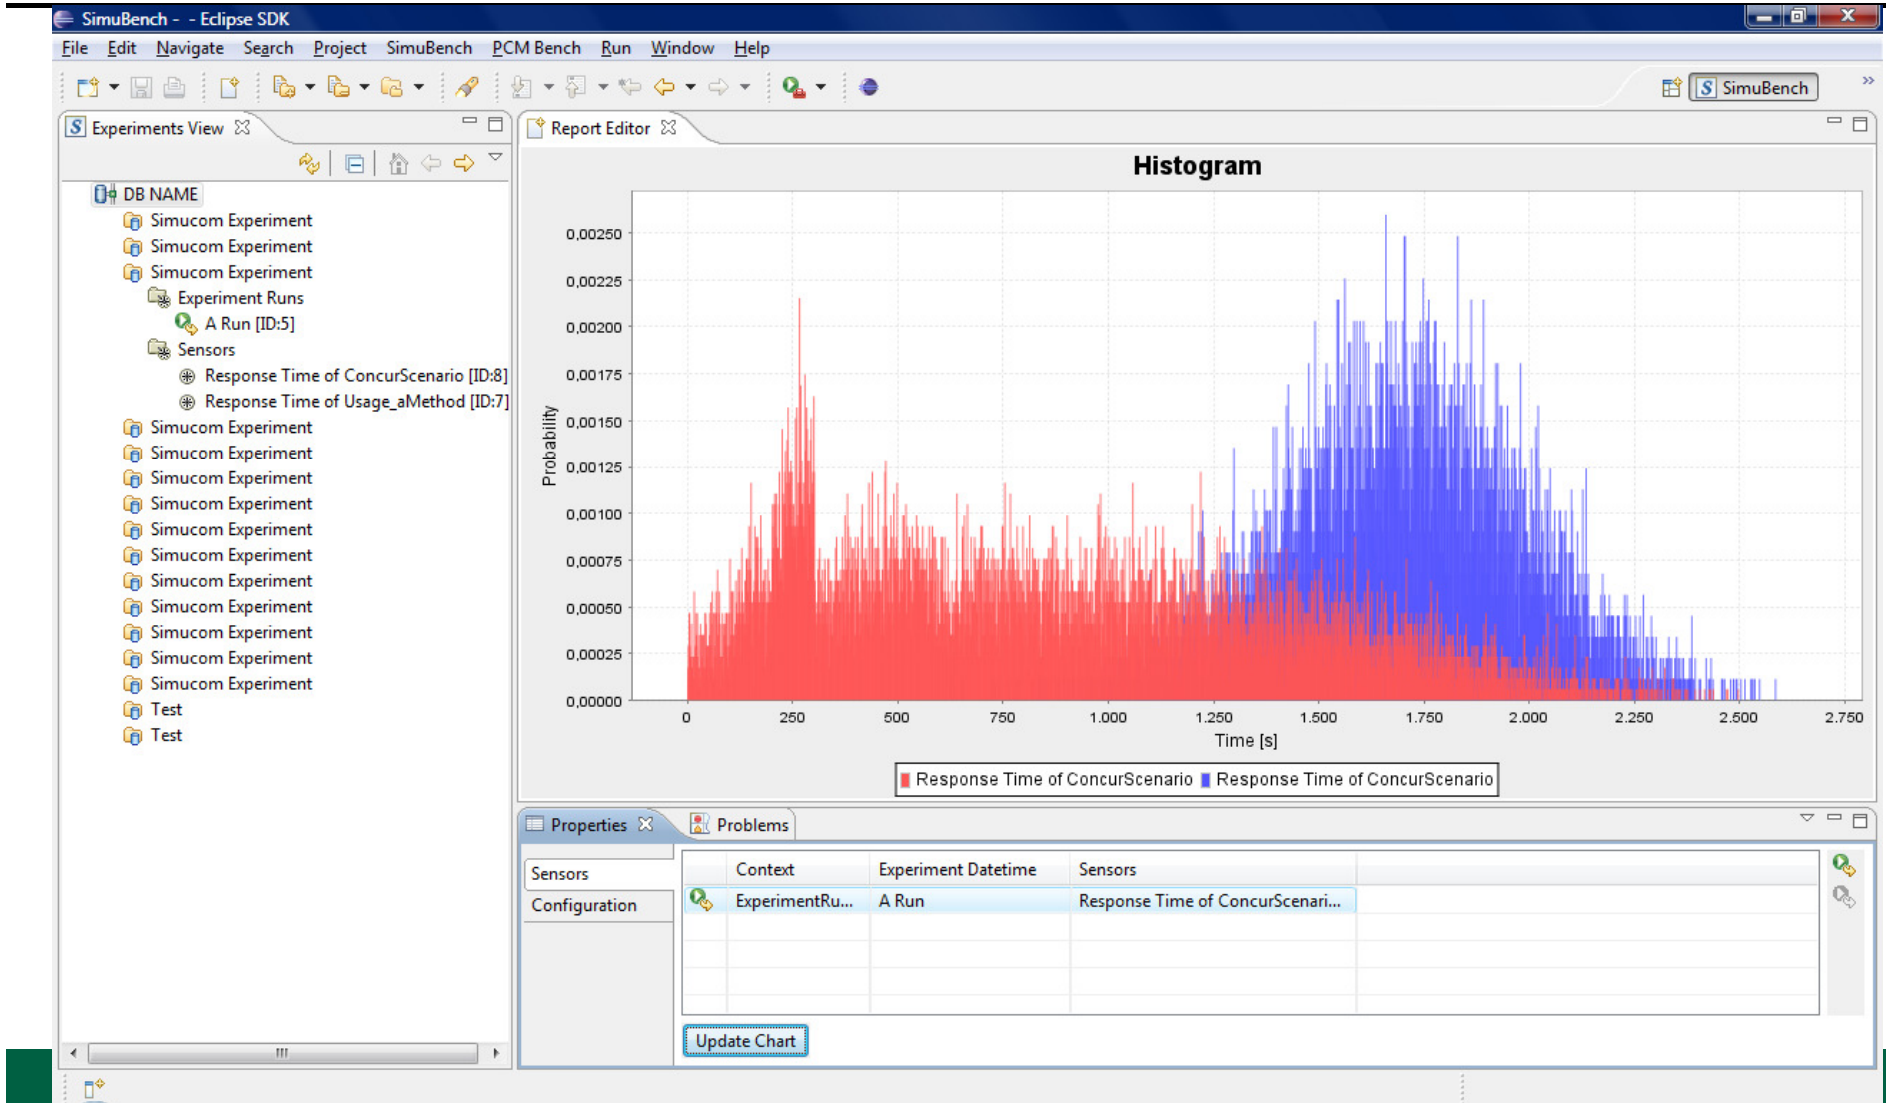 SimuBench - - Eclipse SDK
File Edit Navigate Search Project SimuBench PCM Bench Run Window Help
SimuBench
Experiments View
DB NAME
Simucom Experiment
Simucom Experiment
Simucom Experiment
Experiment Runs
A Run [ID:5]
Sensors
Response Time of ConcurScenario [ID:8]
Response Time of Usage_aMethod [ID:7]
Simucom Experiment
Simucom Experiment
Simucom Experiment
Simucom Experiment
Simucom Experiment
Simucom Experiment
Simucom Experiment
Simucom Experiment
Simucom Experiment
Simucom Experiment
Simucom Experiment
Test
Test
Report Editor
Histogram
Probability
0,00250
0,00225
0,00200
0,00175
0,00150
0,00125
0,00100
0,00075
0,00050
0,00025
0,00000
0 250 500 750 1.000 1.250 1.500 1.750 2.000 2.250 2.500 2.750
Time [s]
Response Time of ConcurScenario Response Time of ConcurScenario
Properties Problems
Sensors
Configuration
Context Experiment Datetime Sensors
ExperimentRu... A Run Response Time of ConcurScenari...
Update Chart